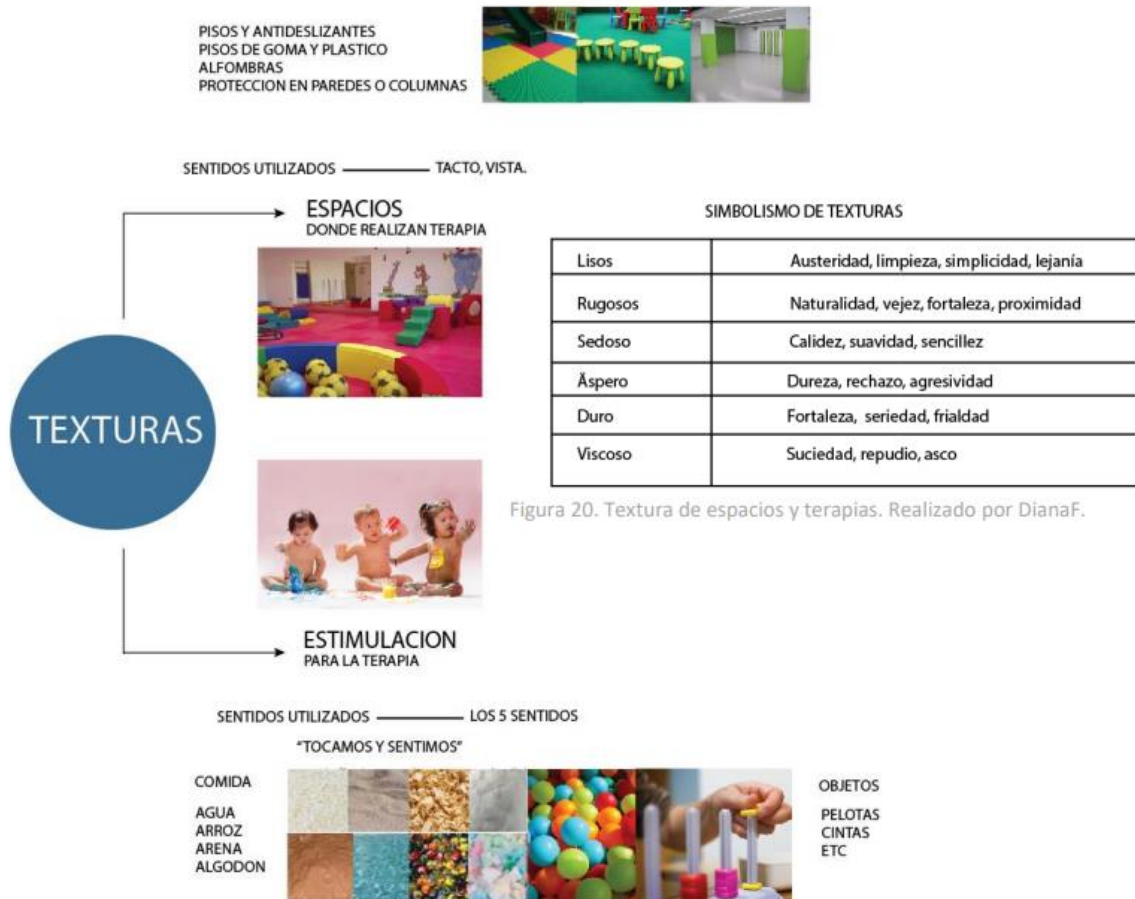 PISOS Y ANTIDESLIZANTES
PISOS DE GOMA Y PLASTICO
ALFOMBRAS
PROTECCION EN PAREDES O COLUMNAS
SENTIDOS UTILIZADOS TACTO, VISTA.
ESPACIOS
DONDE REALIZAN TERAPIA
TEXTURAS
SIMBOLISMO DE TEXTURAS
Lisos Austeridad, limpieza, simplicidad, lejanía
Rugosos Naturalidad, vejez, fortaleza, proximidad
Sedoso Calidez, suavidad, sencillez
Äspero Dureza, rechazo, agresividad
Duro Fortaleza, seriedad, frialdad
Viscoso Suciedad, repudio, asco
Figura 20. Textura de espacios y terapias. Realizado por DianaF.
ESTIMULACION
PARA LA TERAPIA
SENTIDOS UTILIZADOS LOS 5 SENTIDOS
"TOCAMOS Y SENTIMOS"
COMIDA
AGUA
ARROZ
ARENA
ALGODON
OBJETOS
PELOTAS
CINTAS
ETC